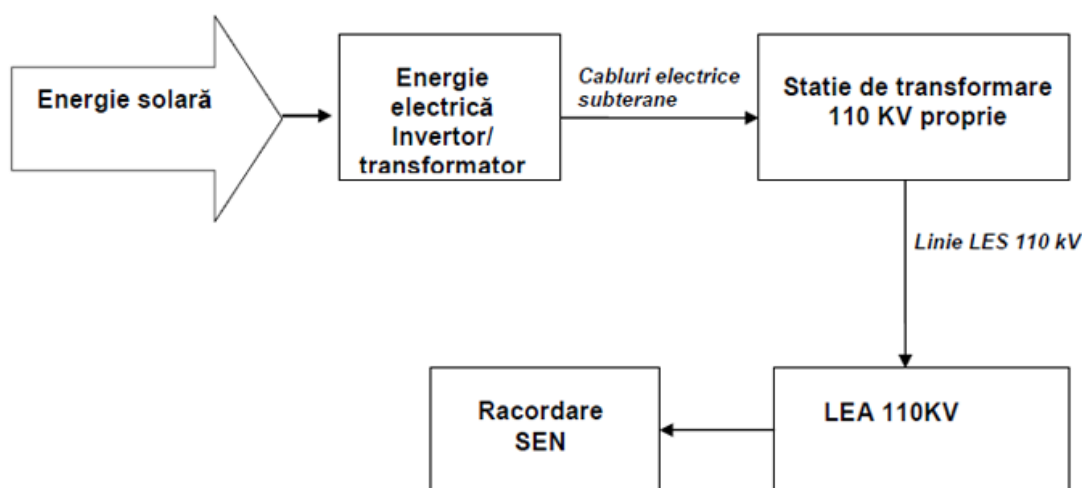 Energie solară
Energie
electrică
Invertor/
transformator
Cabluri electrice
subterane
Statie de transformare
110 KV proprie
Linie LES 110 kV
LEA 110KV
Racordare
SEN